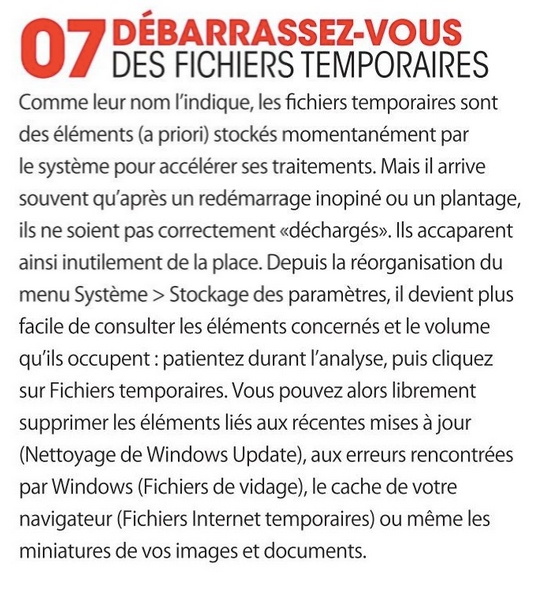 07 DÉBARRASSEZ-VOUS
DES FICHIERS TEMPORAIRES
Comme leur nom l'indique, les fichiers temporaires sont
des éléments (a priori) stockés momentanément par
le système pour accélérer ses traitements. Mais il arrive
souvent qu'après un redémarrage inopiné ou un plantage,
ils ne soient pas correctement «déchargés». Ils accaparent
ainsi inutilement de la place. Depuis la réorganisation du
menu Système > Stockage des paramètres, il devient plus
facile de consulter les éléments concernés et le volume
qu'ils occupent : patientez durant l'analyse, puis cliquez
sur Fichiers temporaires. Vous pouvez alors librement
supprimer les éléments liés aux récentes mises à jour
(Nettoyage de Windows Update), aux erreurs rencontrées
par Windows (Fichiers de vidage), le cache de votre
navigateur (Fichiers Internet temporaires) ou même les
miniatures de vos images et documents.